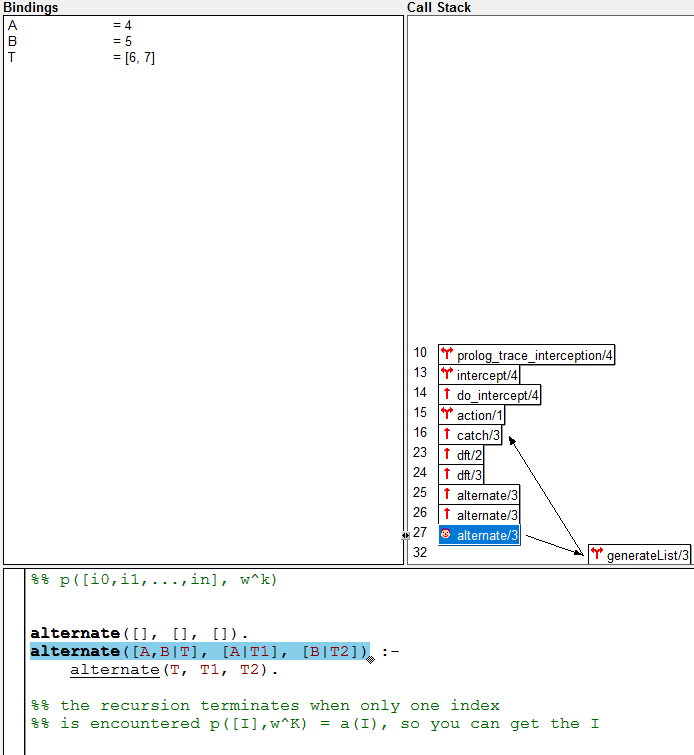 Bindings
A = 4
B = 5
T = [6, 7]
Call Stack
10 prolog_trace_interception/4
13 intercept/4
14 do_intercept/4
15 action/1
16 catch/3
23 dft/2
24 dft/3
25 alternate/3
26 alternate/3
27 alternate/3
32 generateList/3
%% p([i0,i1,...,in], w^k)
alternate([], [], []).
alternate([A,B|T], [A|T1], [B|T2]) :-
alternate(T, T1, T2).
%% the recursion terminates when only one index
%% is encountered p([I],w^K) = a(I), so you can get the I